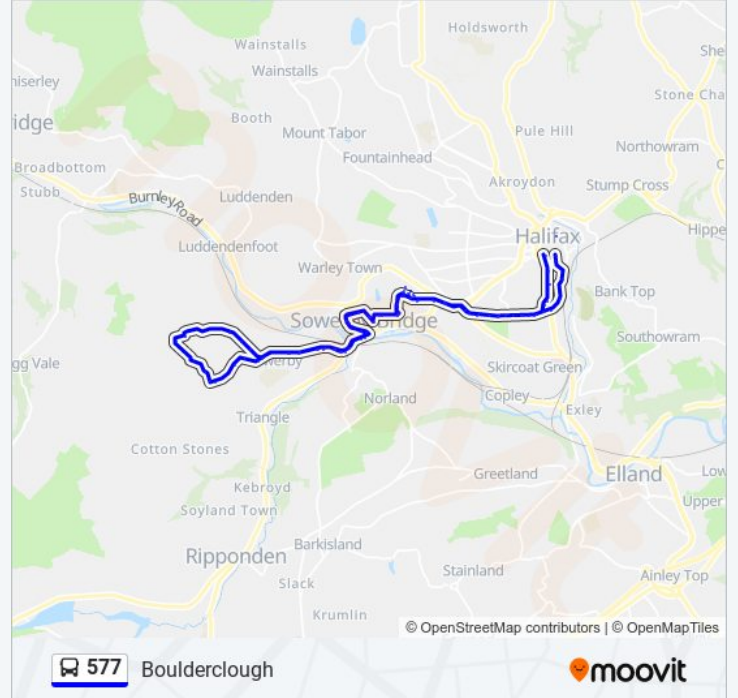 Holdsworth
Wainstalls
Wainstalls
She
niserley
Stone Cha
Booth
idge
Mount Tabor
Pule Hill
Northowram
Fountainhead
Broadbottom
Akroydon
Stump Cross
Stubb
Burnley Road
Luddenden
Hippe
Halifax
Luddendenfoot
Warley Town
Bank Top
Sowerby Bridge
Southowram
gg Vale
Skircoat Green
Copley
Norland
Exley
Triangle
Cotton Stones
Greetland
Elland
Low
Kebroyd
Upper
Soyland Town
Barkisland
Ripponden
Stainland
Ainley Top
Slack
Krumlin
© OpenStreetMap contributors | © OpenMapTiles
577 Boulderclough
moovit